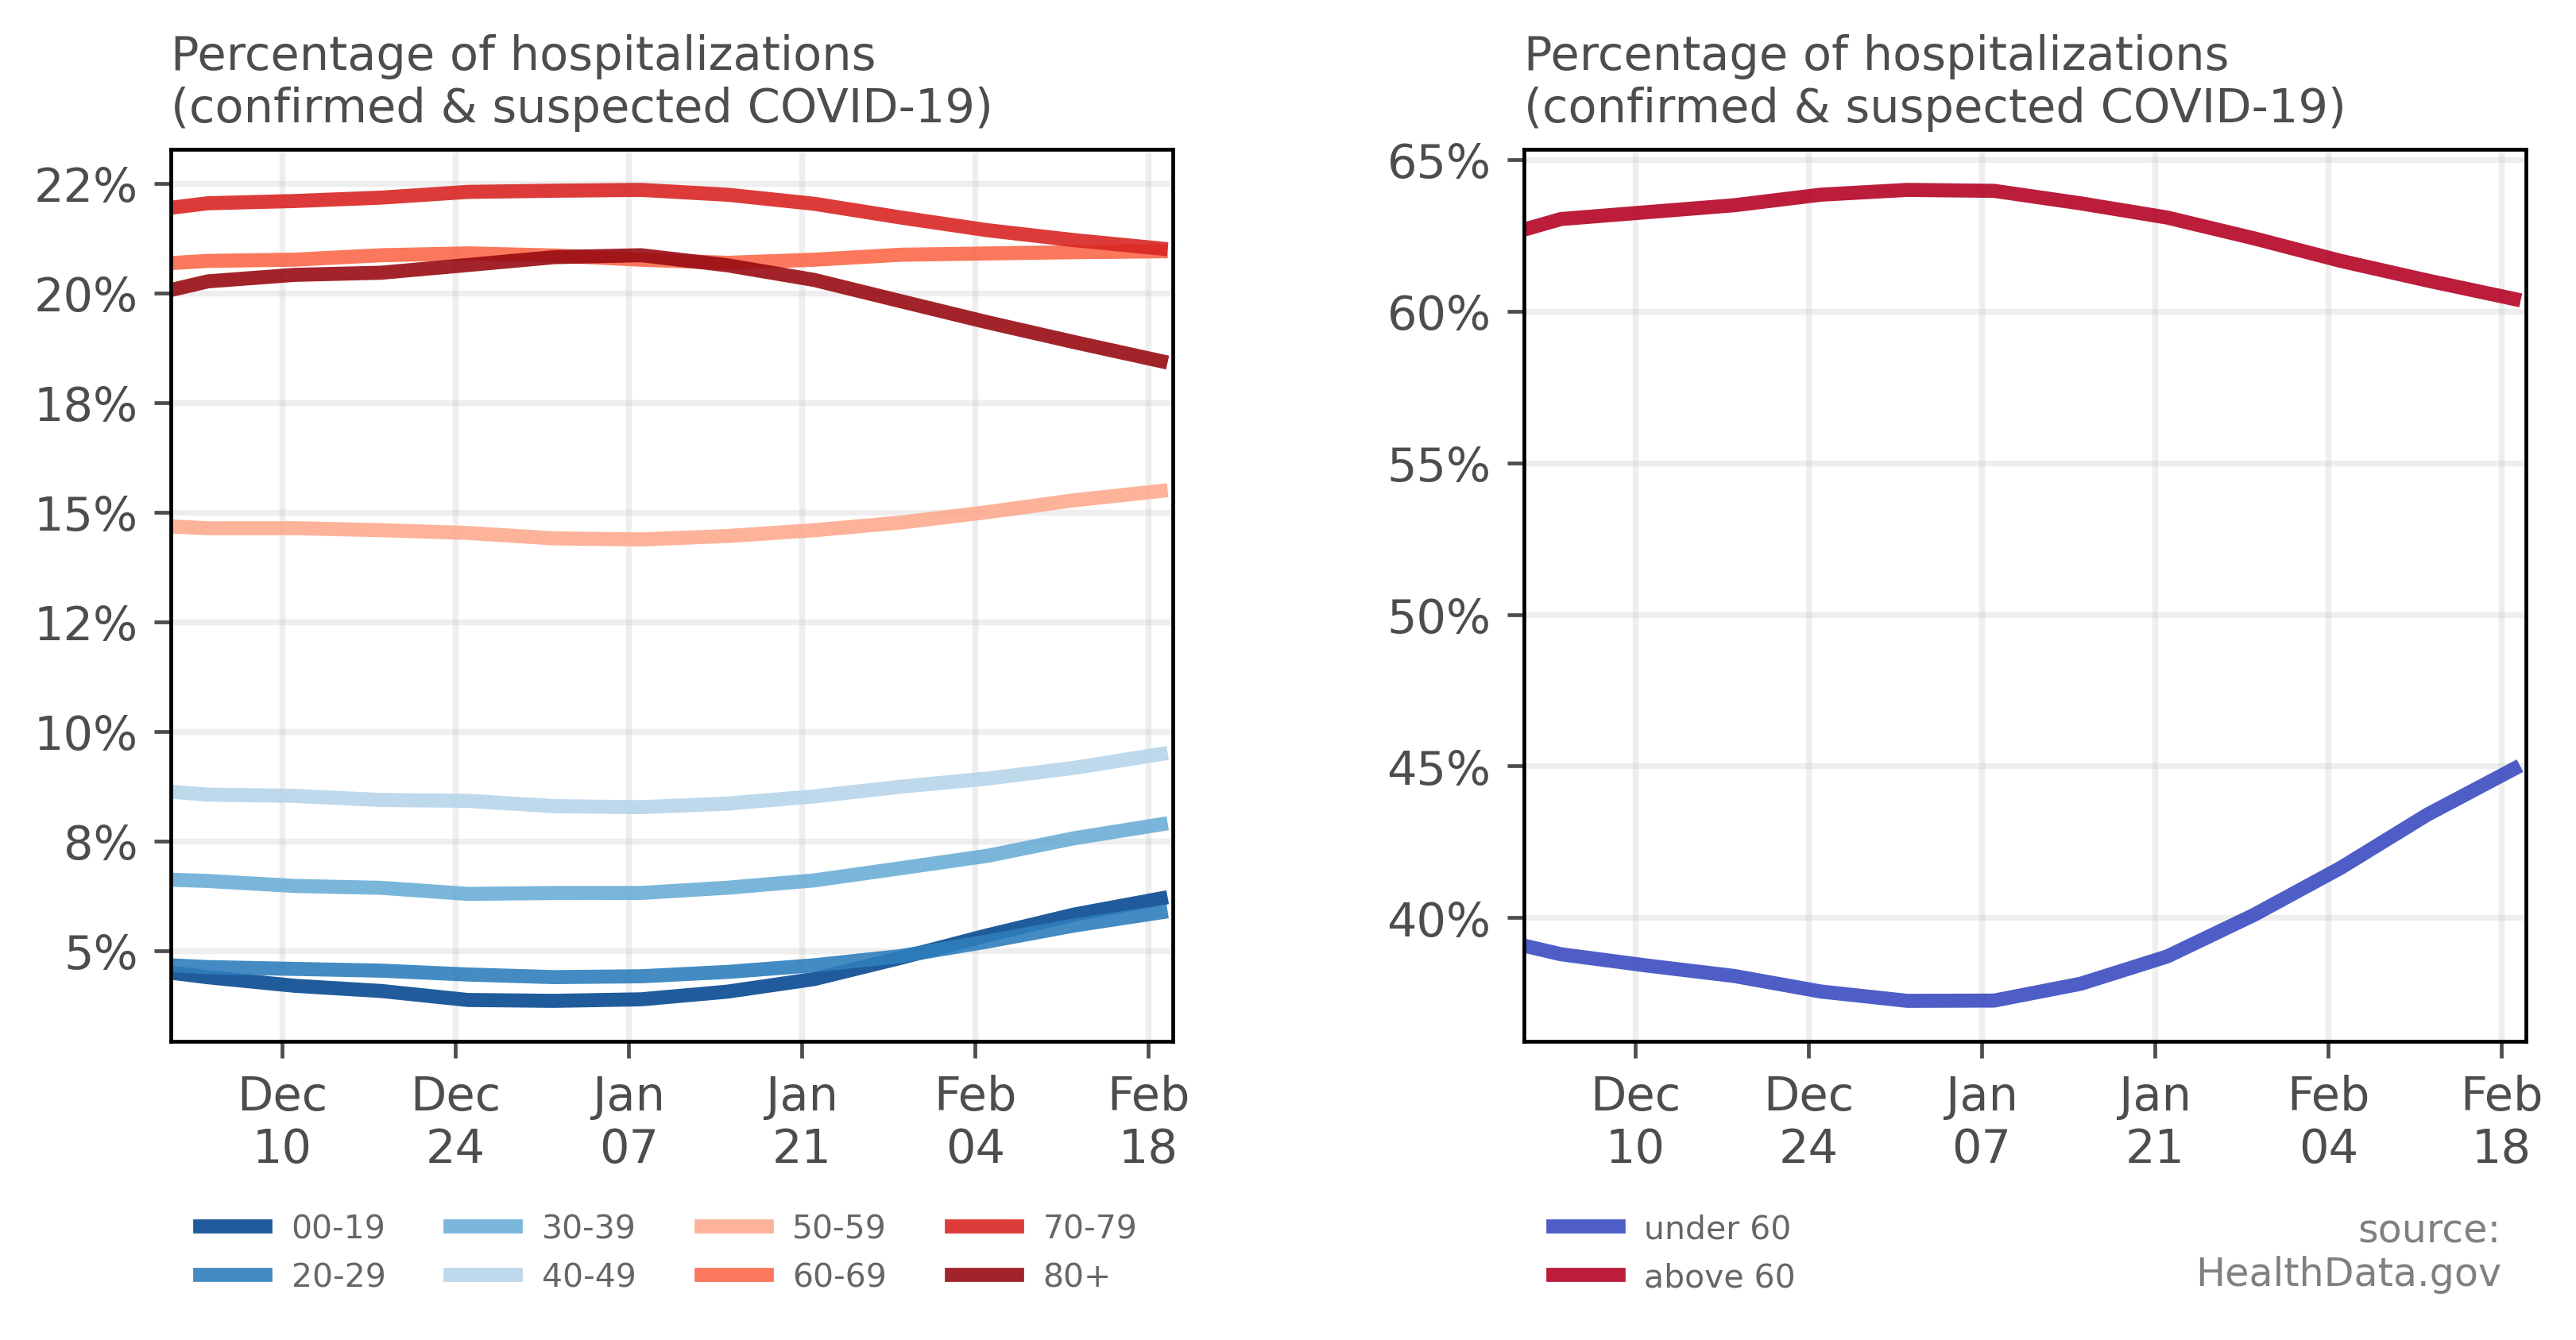 Percentage of hospitalizations
(confirmed & suspected COVID-19)
22%
20%
18%
15%
12%
10%
8%
5%
Dec
10
Dec
24
Jan
07
Jan
21
Feb
04
Feb
18
00-19
30-39
50-59
70-79
20-29
40-49
60-69
80+
Percentage of hospitalizations
(confirmed & suspected COVID-19)
65%
60%
55%
50%
45%
40%
Dec
10
Dec
24
Jan
07
Jan
21
Feb
04
Feb
18
under 60
above 60
source:
HealthData.gov